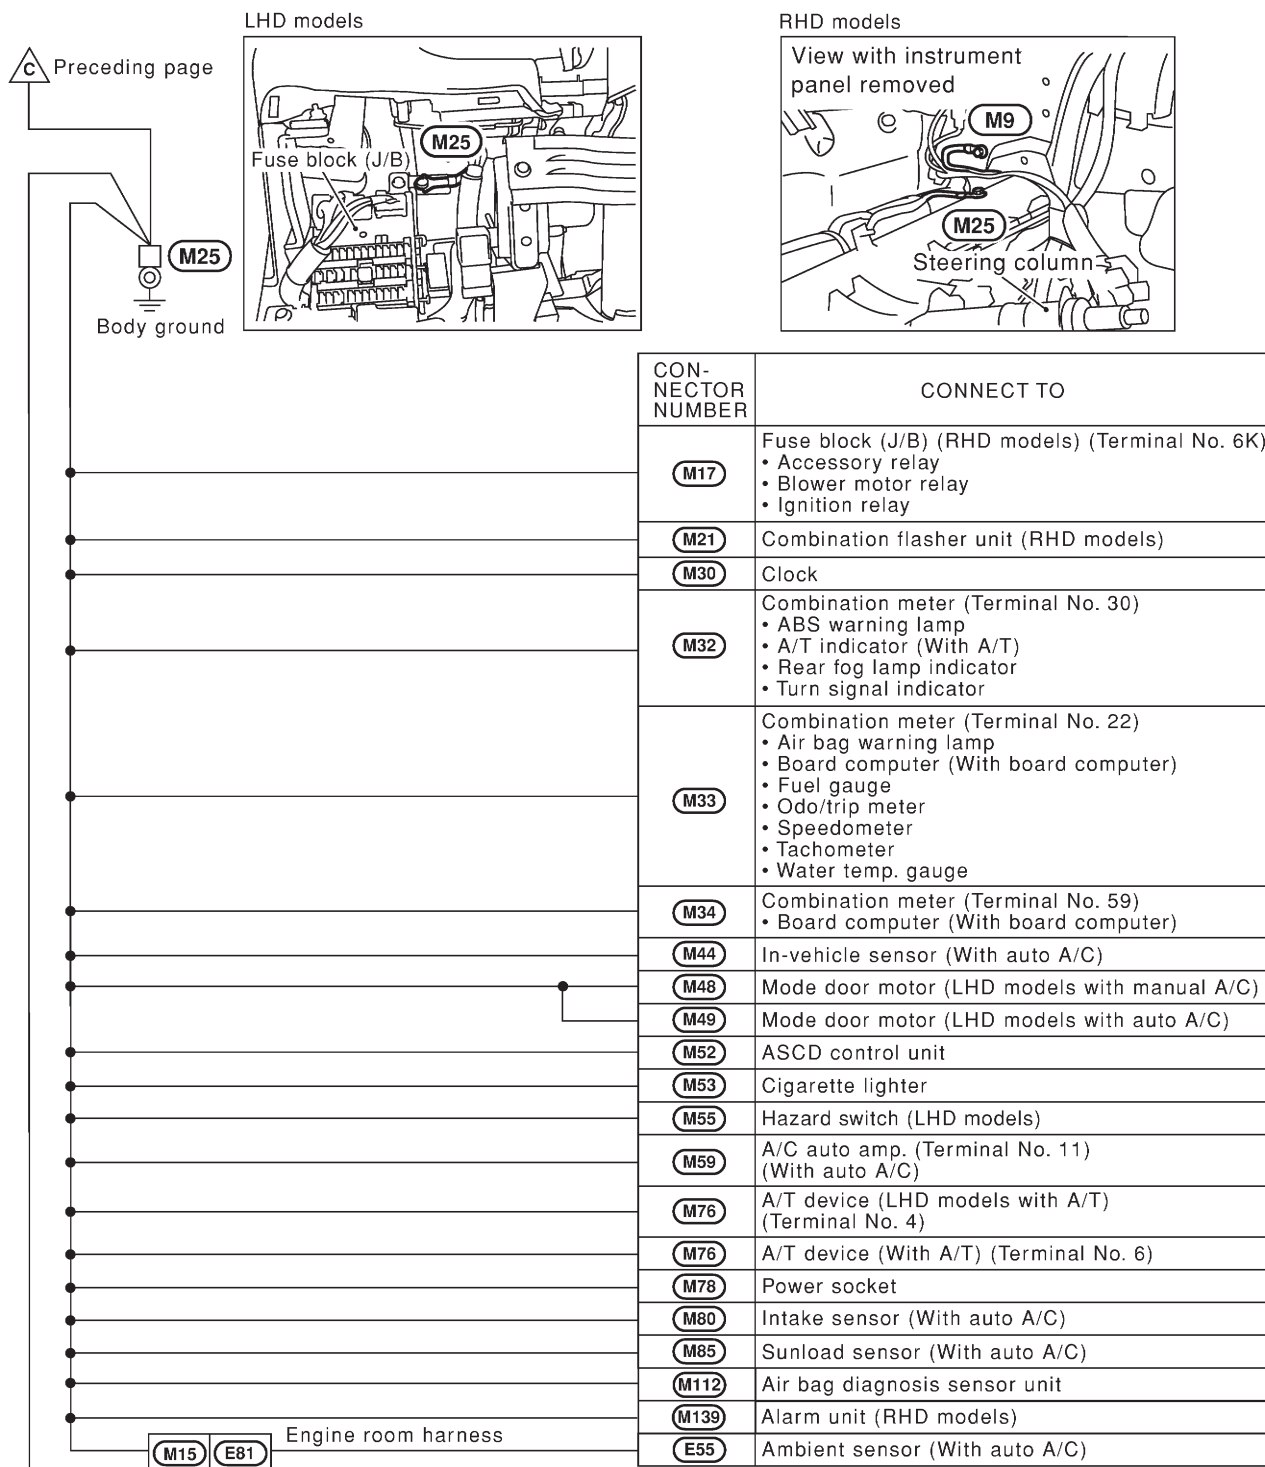 LHD models
RHD models
C
Preceding page
View with instrument
panel removed
M25
Fuse block (J/B)
M9
M25
Steering column
M25
Body ground
CON-
NECTOR
NUMBER
CONNECT TO
M17
Fuse block (J/B) (RHD models) (Terminal No. 6K)
• Accessory relay
• Blower motor relay
• Ignition relay
M21
Combination flasher unit (RHD models)
M30
Clock
M32
Combination meter (Terminal No. 30)
• ABS warning lamp
• A/T indicator (With A/T)
• Rear fog lamp indicator
• Turn signal indicator
M33
Combination meter (Terminal No. 22)
• Air bag warning lamp
• Board computer (With board computer)
• Fuel gauge
• Odo/trip meter
• Speedometer
• Tachometer
• Water temp. gauge
M34
Combination meter (Terminal No. 59)
• Board computer (With board computer)
M44
In-vehicle sensor (With auto A/C)
M48
Mode door motor (LHD models with manual A/C)
M49
Mode door motor (LHD models with auto A/C)
M52
ASCD control unit
M53
Cigarette lighter
M55
Hazard switch (LHD models)
M59
A/C auto amp. (Terminal No. 11)
(With auto A/C)
M76
A/T device (LHD models with A/T)
(Terminal No. 4)
M76
A/T device (With A/T) (Terminal No. 6)
M78
Power socket
M80
Intake sensor (With auto A/C)
M85
Sunload sensor (With auto A/C)
M112
Air bag diagnosis sensor unit
M139
Alarm unit (RHD models)
M15
E81
Engine room harness
E55
Ambient sensor (With auto A/C)